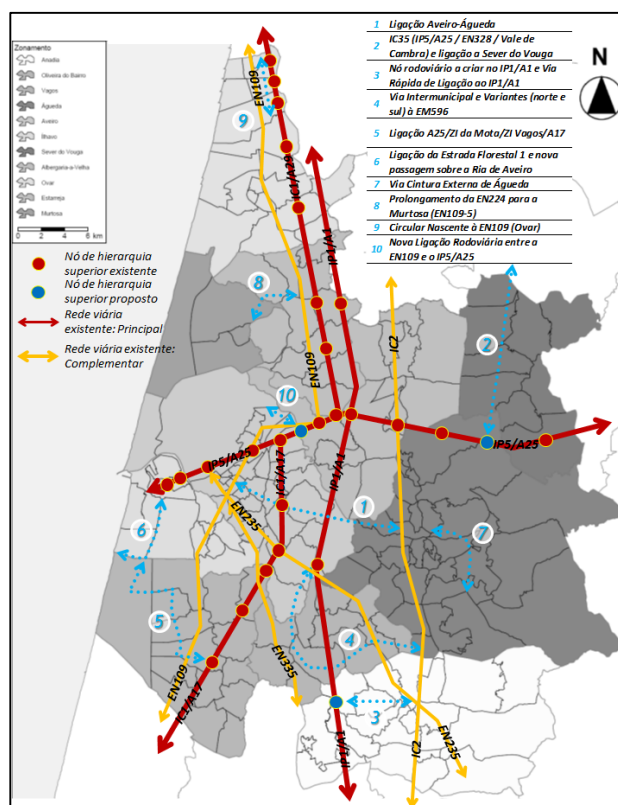 Zonamento
Anadia
Oliveira do Bairro
Vagos
Águeda
Aveiro
Ílhavo
Sever do Vouga
Albergaria-a-Velha
Ovar
Estarreja
Murtosa
0 2 4 6 km
Nó de hierarquia
superior existente
Nó de hierarquia
superior proposto
Rede viária
existente: Principal
Rede viária existente:
Complementar
1 Ligação Aveiro-Águeda
2 IC35 (IP5/A25 / EN328 / Vale de
Cambra) e ligação a Sever do Vouga
3 Nó rodoviário a criar no IP1/A1 e Via
Rápida de Ligação ao IP1/A1
4 Via Intermunicipal e Variantes (norte e
sul) à EM596
5 Ligação A25/ZI da Mota/ZI Vagos/A17
6 Ligação da Estrada Florestal 1 e nova
passagem sobre a Ria de Aveiro
7 Via Cintura Externa de Águeda
8 Prolongamento da EN224 para a
Murtosa (EN109-5)
9 Circular Nascente à EN109 (Ovar)
10 Nova Ligação Rodoviária entre a
EN109 e o IP5/A25
N
EN109
9
IC1/A29
IP1/A1
8
2
IC2
EN109
10
IP5/A25
IP5/A25
IC1/A17
IP1/A1
EN235
1
6
7
5
4
EN109
EN335
IC1/A17
3
IP1/A1
IC2
EN235